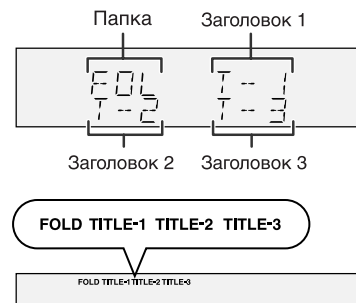 Папка Заголовок 1
FOL T-1
T-2 T-3
Заголовок 2 Заголовок 3
FOLD TITLE-1 TITLE-2 TITLE-3
FOLD TITLE-1 TITLE-2 TITLE-3